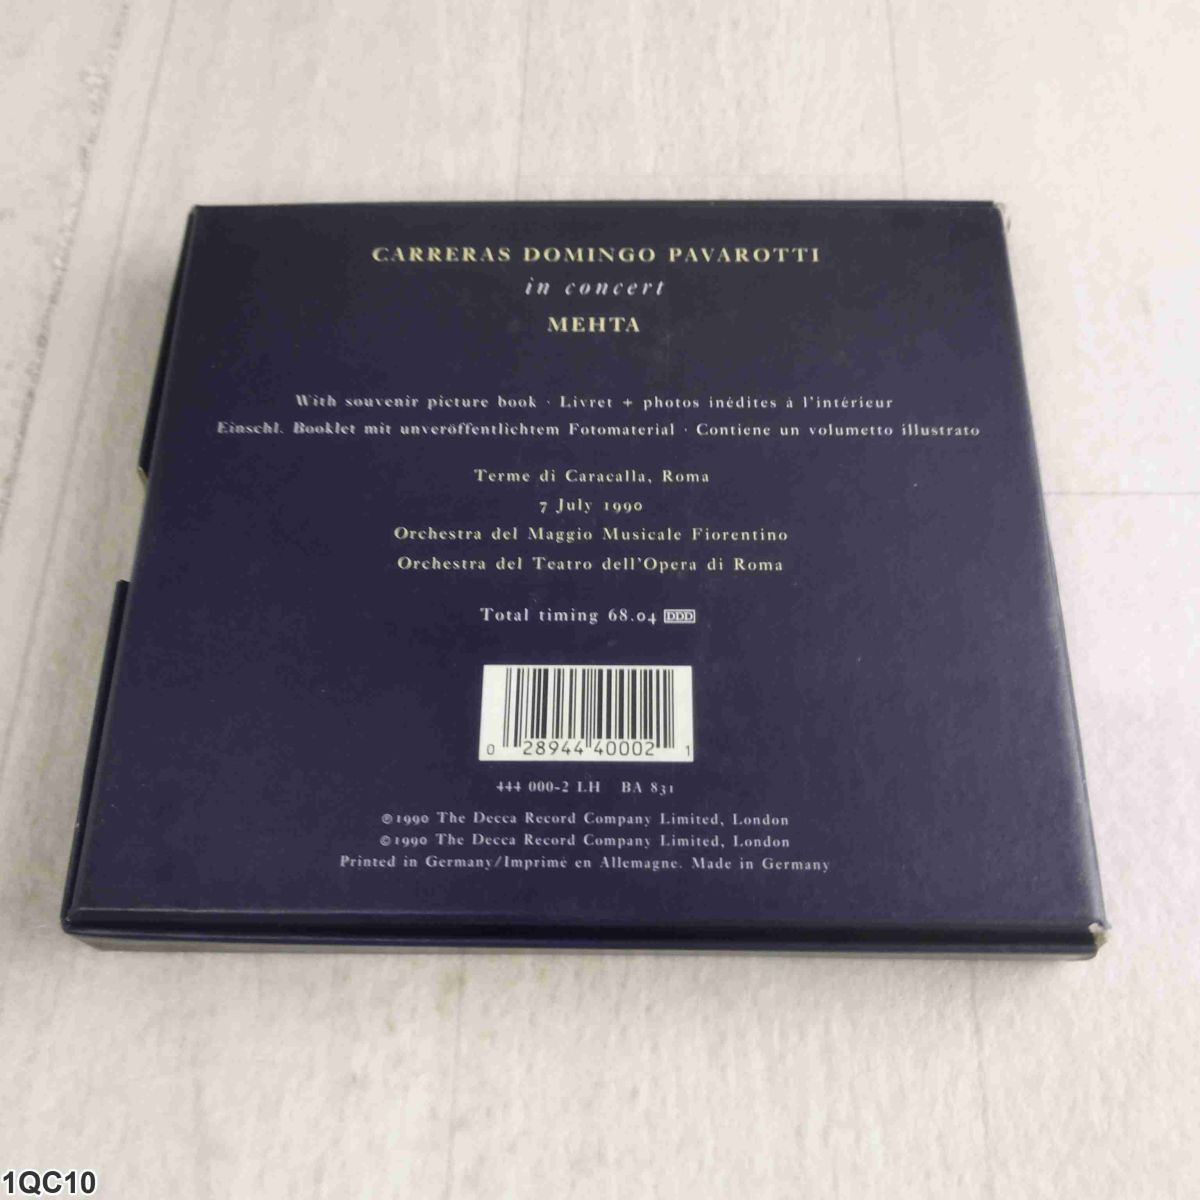 CARRERAS DOMINGO PAVAROTTI
in concert
MEHTA
With souvenir picture book · Livret + photos inédites à l'intérieur
Einschl. Booklet mit unveröffentlichtem Fotomaterial · Contiene un volumetto illustrato
Terme di Caracalla, Roma
7 July 1990
Orchestra del Maggio Musicale Fiorentino
Orchestra del Teatro dell'Opera di Roma
Total timing 68.04 DDD
0 28944 40002 1
444 000-2 LH BA 831
℗1990 The Decca Record Company Limited, London
©1990 The Decca Record Company Limited, London
Printed in Germany/Imprimé en Allemagne. Made in Germany
1QC10